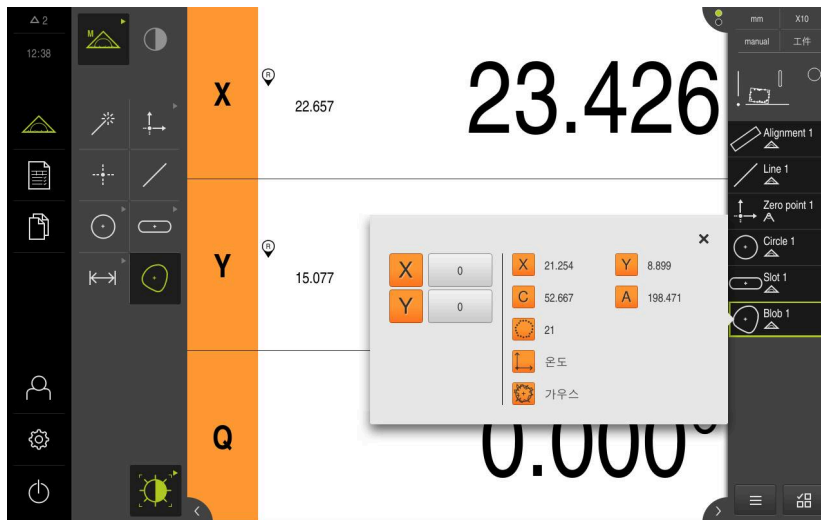 2
12:38
M
X
R
22.657
23.426
Y
R
15.077
Q
0.000°
X 0
Y 0
X 21.254 Y 8.899
C 52.667 A 198.471
21
온도
가우스
mm X10
manual 工件
Alignment 1
Line 1
Zero point 1
Circle 1
Slot 1
Blob 1